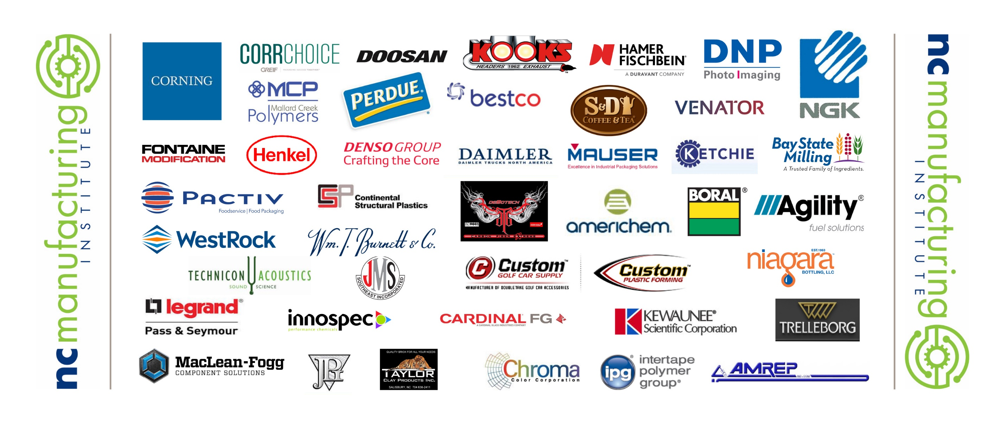 nc manufacturing
INSTITUTE
CORNING
CORRCHOICE
GREIF | PACKAGING SUCCESS TOGETHER™
DOOSAN
KOOKS
HEADERS 1962 EXHAUST
™
HAMER
FISCHBEIN®
A DURAVANT COMPANY
DNP
Photo Imaging
NGK
MCP
Mallard Creek
Polymers
PERDUE®
®
bestco
S&D
COFFEE & TEA®
VENATOR
FONTAINE
MODIFICATION
Henkel
DENSO GROUP
Crafting the Core
DAIMLER
DAIMLER TRUCKS NORTH AMERICA
MAUSER
Excellence in Industrial Packaging Solutions
KETCHIE
Bay State
Milling
A Trusted Family of Ingredients.
PACTIV
Foodservice | Food Packaging
CSP
Continental
Structural Plastics
DEBOTECH
ISO9001
AS9100C
CARBON FIBER EXTREME
americhem.
BORAL®
Agility®
fuel solutions
WestRock
Wm. T. Burnett & Co.
TECHNICON ACOUSTICS
SOUND SCIENCE
JMS
SOUTHEAST INCORPORATED
C Custom™
GOLF CAR SUPPLY
MANUFACTURER OF DOUBLETAKE GOLF CAR ACCESSORIES
Custom™
PLASTIC FORMING
EST.1963
niagara
BOTTLING, LLC
legrand®
Pass & Seymour
innospec
performance chemicals
CARDINAL FG
A CARDINAL GLASS INDUSTRIES COMPANY
KEWAUNEE®
Scientific Corporation
TRELLEBORG
MacLean-Fogg
COMPONENT SOLUTIONS
QUALITY BRICK FOR ALL YOUR NEEDS
TAYLOR
CLAY PRODUCTS INC.
SALISBURY, NC 704 636-2411
Chroma
Color Corporation
ipg®
intertape
polymer
group®
AMREP
INC.COM
nc manufacturing
INSTITUTE